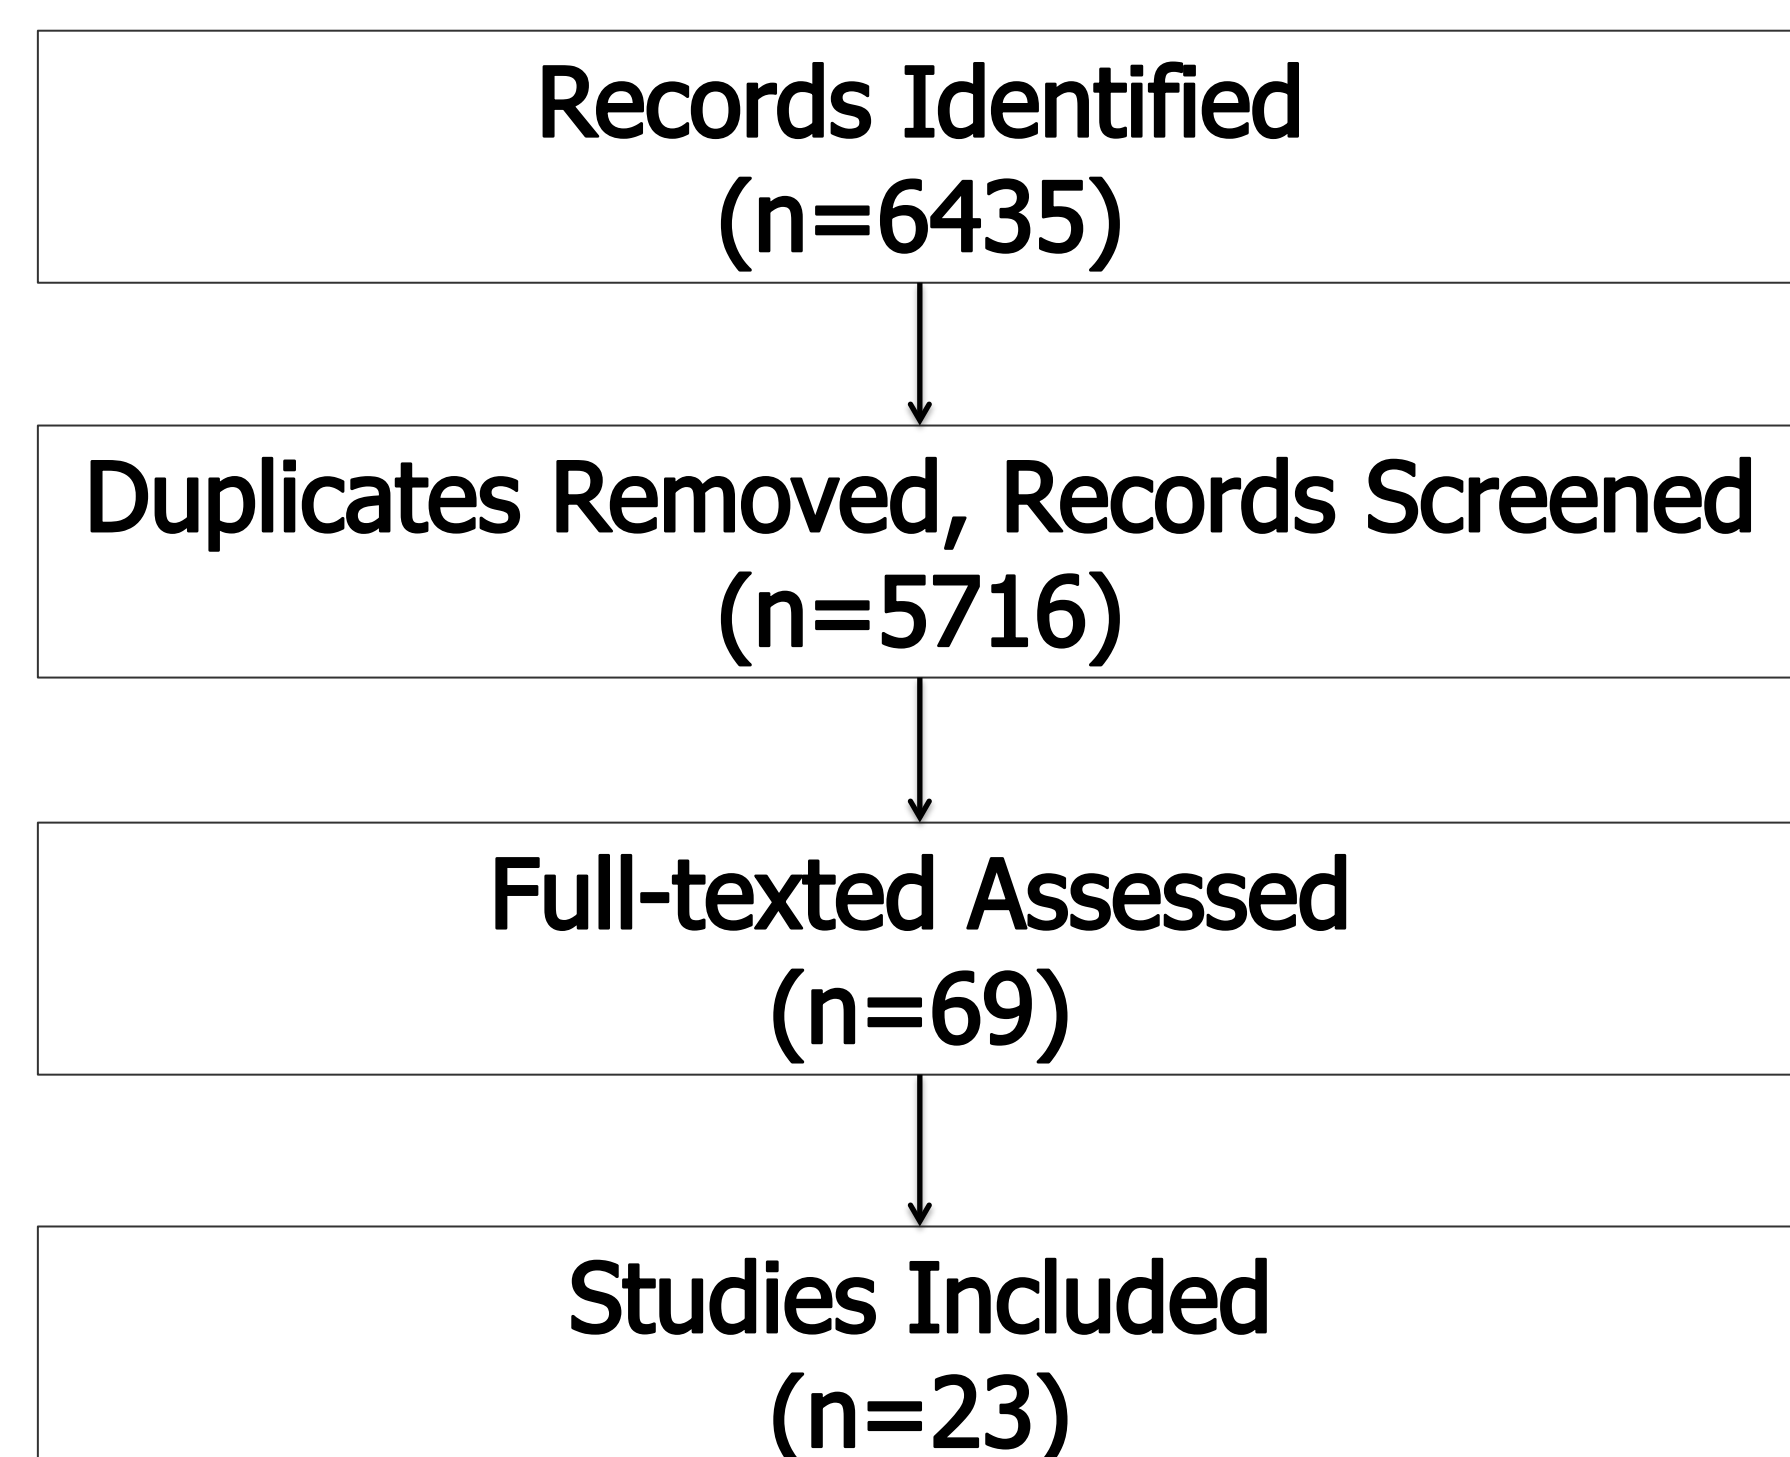 Records Identified
(n=6435)
Duplicates Removed, Records Screened
(n=5716)
Full-texted Assessed
(n=69)
Studies Included
(n=23)